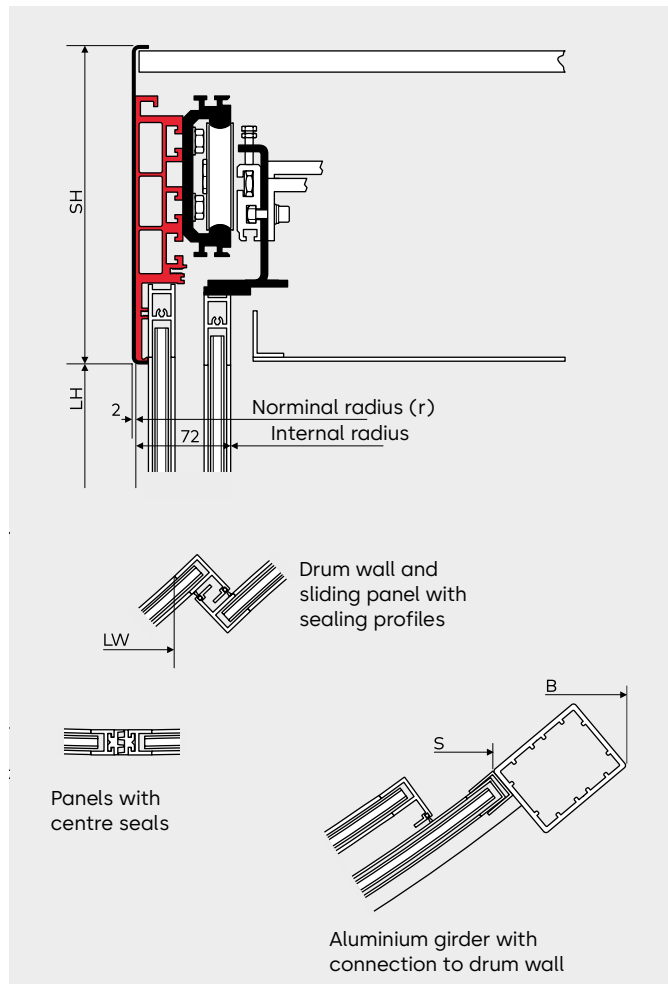 SH
LH
2
Norminal radius (r)
72
Internal radius
Drum wall and
sliding panel with
sealing profiles
LW
B
S
Panels with
centre seals
Aluminium girder with
connection to drum wall